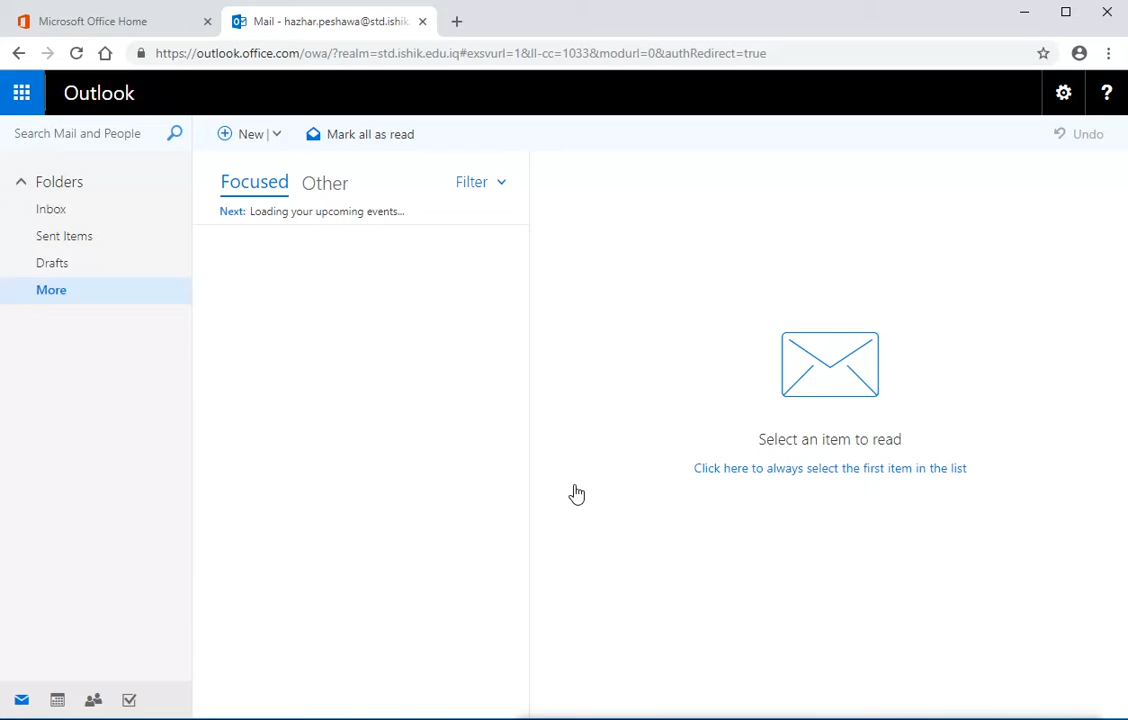 Microsoft Office Home
Mail - hazhar.peshawa@std.ishik.
https://outlook.office.com/owa/?realm=std.ishik.edu.iq#exsvurl=1&ll-cc=1033&modurl=0&authRedirect=true
Outlook
?
Search Mail and People
New
Mark all as read
Undo
Folders
Inbox
Sent Items
Drafts
More
Focused
Other
Filter
Next: Loading your upcoming events...
Select an item to read
Click here to always select the first item in the list